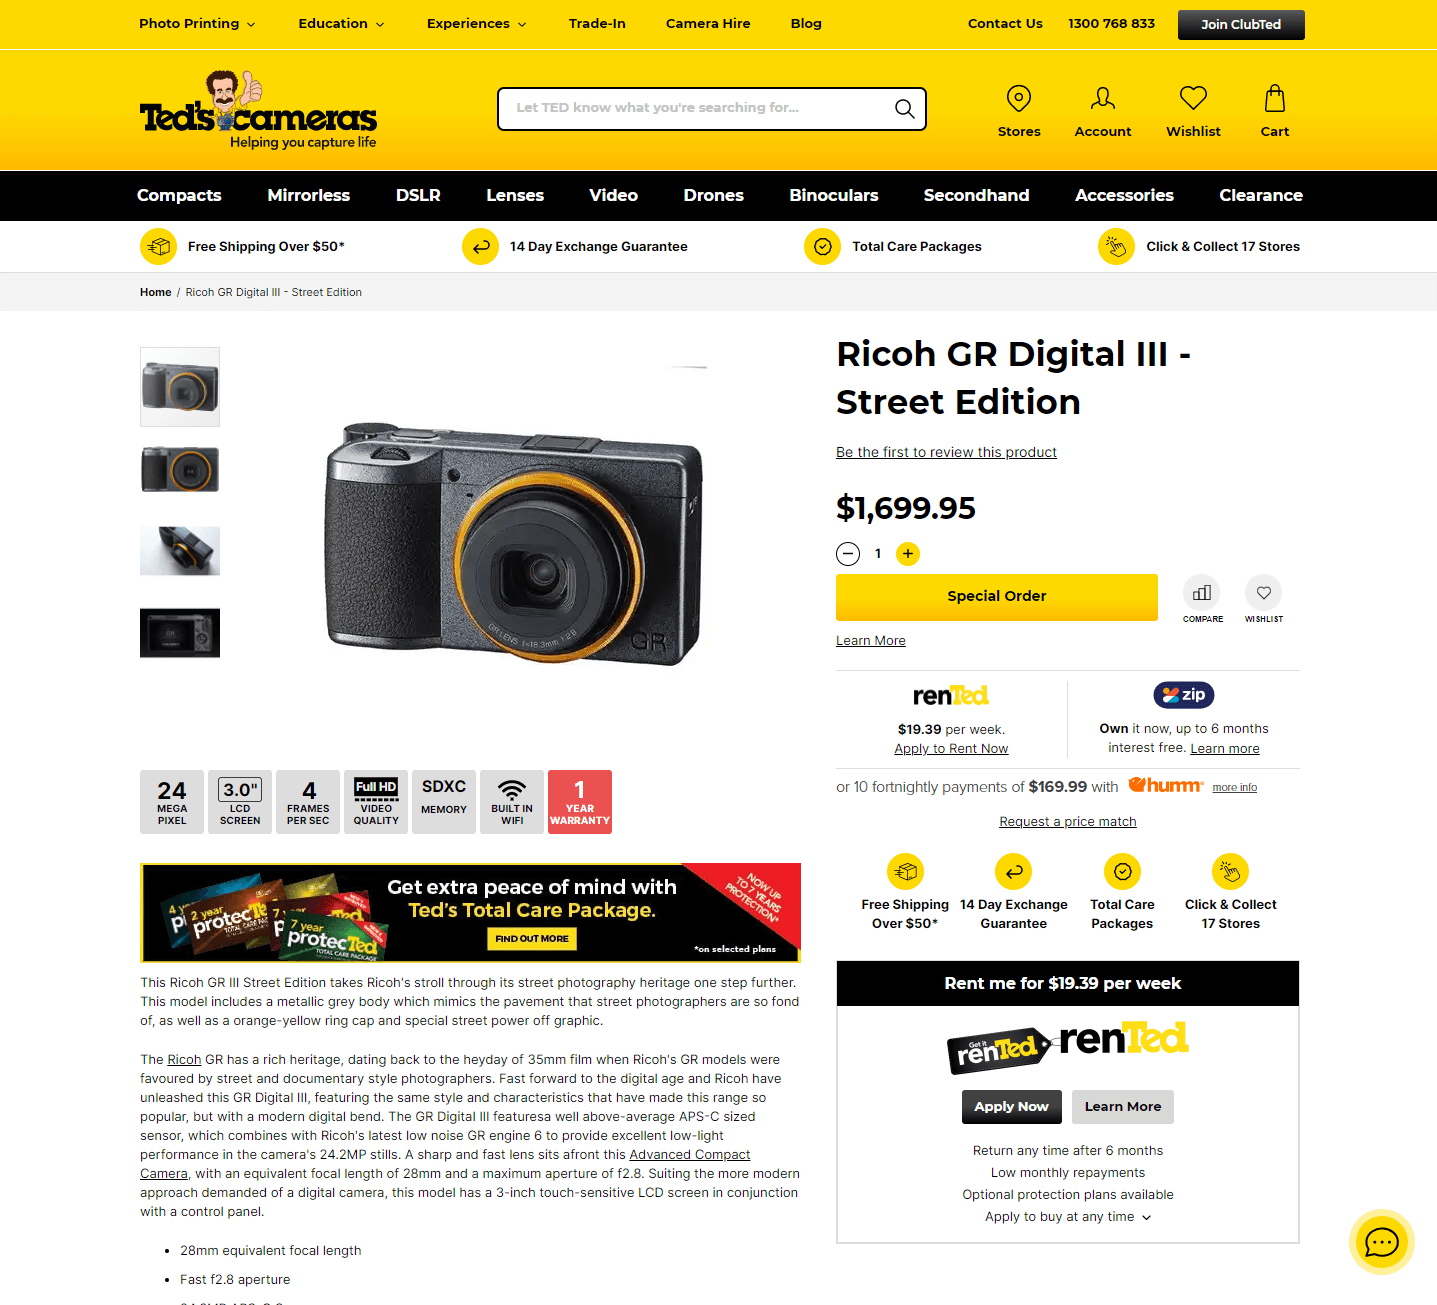 Photo Printing
Education
Experiences
Trade-In
Camera Hire
Blog
Contact Us
1300 768 833
Join ClubTed
Ted's cameras
Helping you capture life
Let TED know what you're searching for...
Stores
Account
Wishlist
Cart
Compacts
Mirrorless
DSLR
Lenses
Video
Drones
Binoculars
Secondhand
Accessories
Clearance
Free Shipping Over $50*
14 Day Exchange Guarantee
Total Care Packages
Click & Collect 17 Stores
Home / Ricoh GR Digital III - Street Edition
GR LENS f=18.3mm 1:2.8
GR
Ricoh GR Digital III -
Street Edition
Be the first to review this product
$1,699.95
1
Special Order
COMPARE
WISHLIST
Learn More
renTed
$19.39 per week.
Apply to Rent Now
zip
Own it now, up to 6 months
interest free. Learn more
or 10 fortnightly payments of $169.99 with humm more info
Request a price match
Free Shipping
Over $50*
14 Day Exchange
Guarantee
Total Care
Packages
Click & Collect
17 Stores
Rent me for $19.39 per week
Get it
renTed
renTed
Apply Now
Learn More
Return any time after 6 months
Low monthly repayments
Optional protection plans available
Apply to buy at any time
24
MEGA
PIXEL
3.0"
LCD
SCREEN
4
FRAMES
PER SEC
Full HD
VIDEO
QUALITY
SDXC
MEMORY
BUILT IN
WIFI
1
YEAR
WARRANTY
2 year
protecTed
TOTAL CARE PACKAGE
7 year
protecTed
TOTAL CARE PACKAGE
Get extra peace of mind with
Ted's Total Care Package.
FIND OUT MORE
NOW UP
TO 7 YEARS
PROTECTION*
*on selected plans
This Ricoh GR III Street Edition takes Ricoh's stroll through its street photography heritage one step further.
This model includes a metallic grey body which mimics the pavement that street photographers are so fond
of, as well as a orange-yellow ring cap and special street power off graphic.
The Ricoh GR has a rich heritage, dating back to the heyday of 35mm film when Ricoh's GR models were
favoured by street and documentary style photographers. Fast forward to the digital age and Ricoh have
unleashed this GR Digital III, featuring the same style and characteristics that have made this range so
popular, but with a modern digital bend. The GR Digital III featuresa well above-average APS-C sized
sensor, which combines with Ricoh's latest low noise GR engine 6 to provide excellent low-light
performance in the camera's 24.2MP stills. A sharp and fast lens sits afront this Advanced Compact
Camera, with an equivalent focal length of 28mm and a maximum aperture of f2.8. Suiting the more modern
approach demanded of a digital camera, this model has a 3-inch touch-sensitive LCD screen in conjunction
with a control panel.
28mm equivalent focal length
Fast f2.8 aperture